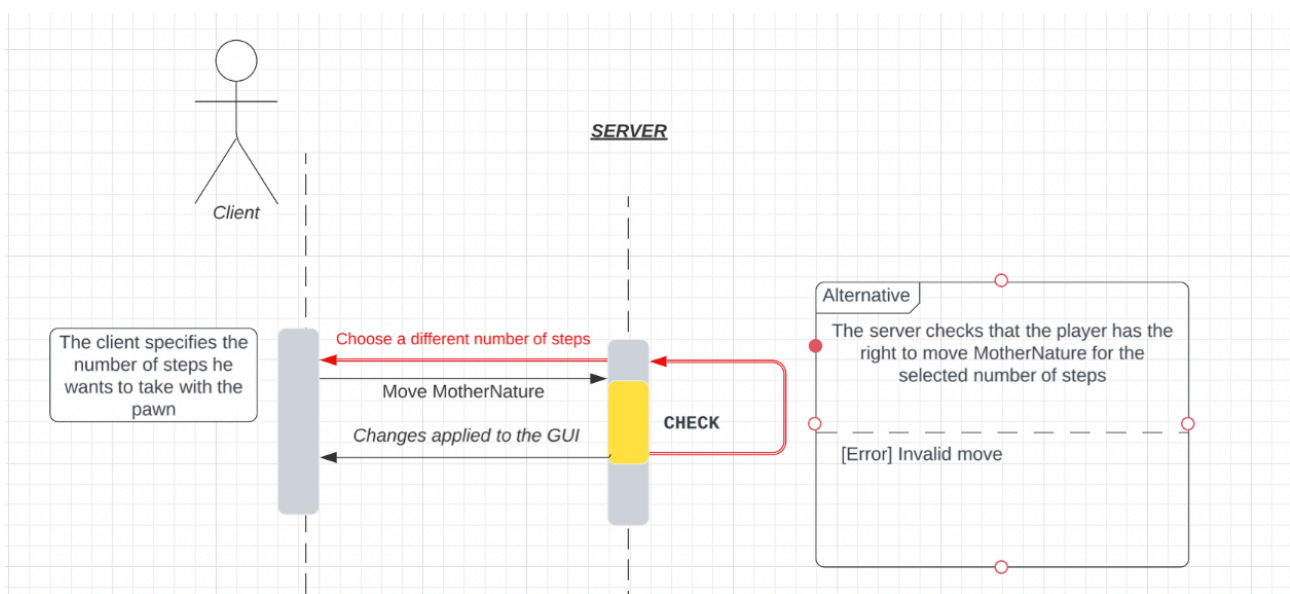 SERVER
Client
The client specifies the
number of steps he
wants to take with the
pawn
Choose a different number of steps
Move MotherNature
Changes applied to the GUI
CHECK
Alternative
The server checks that the player has the
right to move MotherNature for the
selected number of steps
[Error] Invalid move